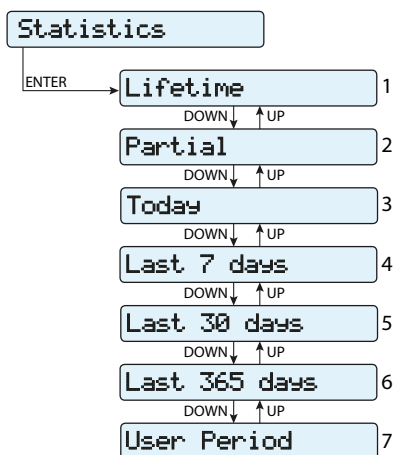 Statistics
ENTER
Lifetime 1
DOWN UP
Partial 2
DOWN UP
Today 3
DOWN UP
Last 7 days 4
DOWN UP
Last 30 days 5
DOWN UP
Last 365 days 6
DOWN UP
User Period 7